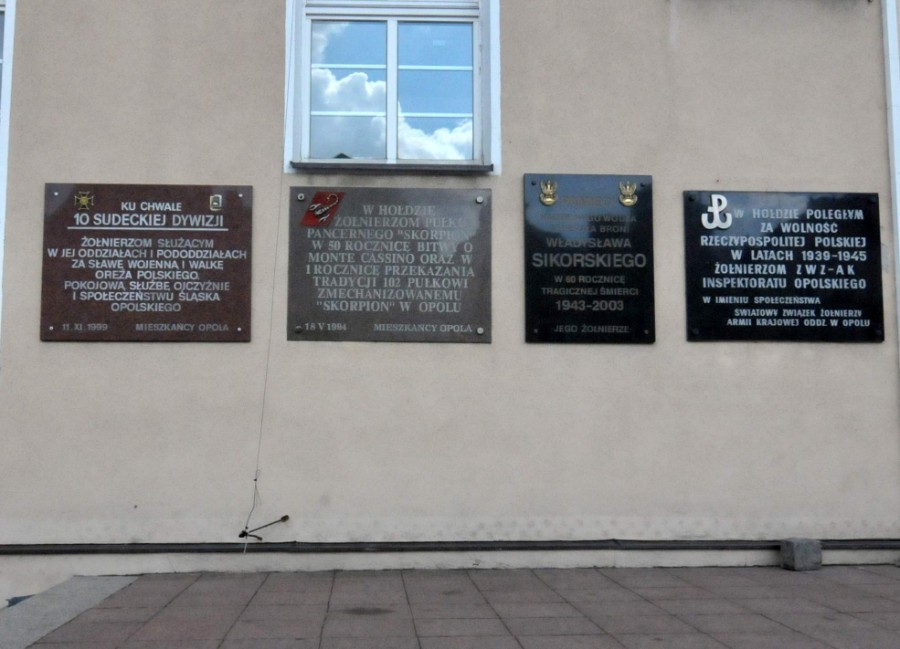 KU CHWALE
10 SUDECKIEJ DYWIZJI
ŻOŁNIERZOM SŁUŻĄCYM
W JEJ ODDZIAŁACH I PODODDZIAŁACH
ZA SŁAWĘ WOJENNĄ I WALKĘ
ORĘŻA POLSKIEGO,
POKOJOWĄ SŁUŻBĘ OJCZYŹNIE
I SPOŁECZEŃSTWU ŚLĄSKA
OPOLSKIEGO
11.XI.1999 MIESZKAŃCY OPOLA
W HOŁDZIE
ŻOŁNIERZOM PUŁKU
PANCERNEGO "SKORPION"
W 50 ROCZNICĘ BITWY O
MONTE CASSINO ORAZ W
1 ROCZNICĘ PRZEKAZANIA
TRADYCJI 102 PUŁKOWI
ZMECHANIZOWANEMU
"SKORPION" W OPOLU
18 V 1994 MIESZKAŃCY OPOLA
WODZA
BRONI
WŁADYSŁAWA
SIKORSKIEGO
W 60 ROCZNICĘ
TRAGICZNEJ ŚMIERCI
1943-2003
JEGO ŻOŁNIERZE
W HOŁDZIE POLEGŁYM
ZA WOLNOŚĆ
RZECZYPOSPOLITEJ POLSKIEJ
W LATACH 1939-1945
ŻOŁNIERZOM Z W Z - A K
INSPEKTORATU OPOLSKIEGO
W IMIENIU SPOŁECZEŃSTWA
ŚWIATOWY ZWIĄZEK ŻOŁNIERZY
ARMII KRAJOWEJ ODDZ. W OPOLU